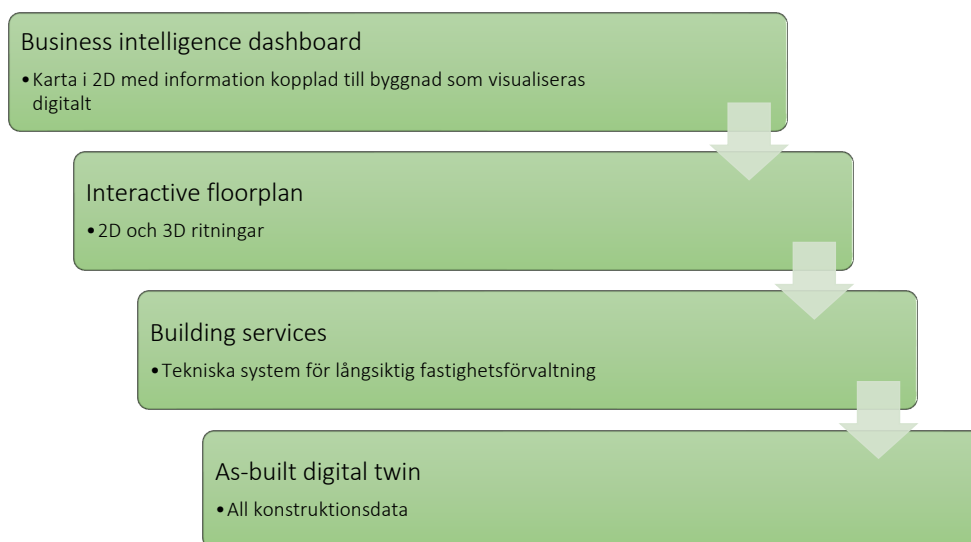 Business intelligence dashboard
•Karta i 2D med information kopplad till byggnad som visualiseras
digitalt
Interactive floorplan
•2D och 3D ritningar
Building services
•Tekniska system för långsiktig fastighetsförvaltning
As-built digital twin
•All konstruktionsdata